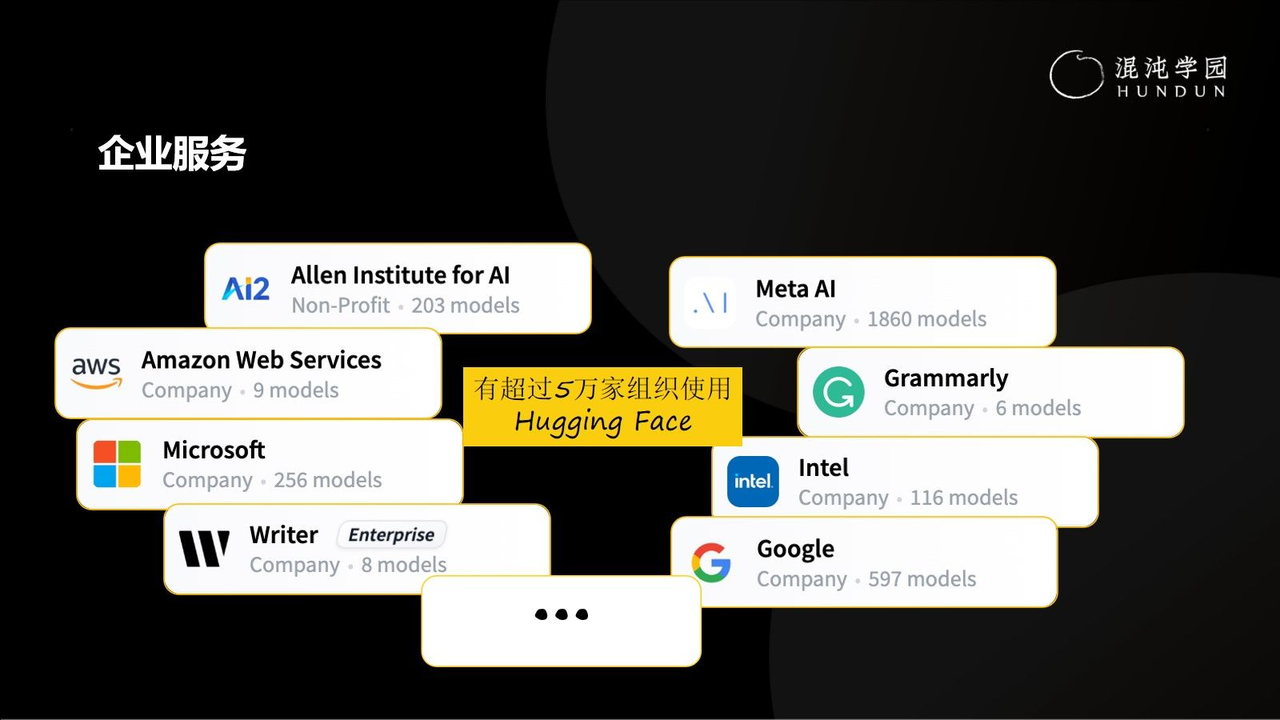 混沌学园
HUNDUN
企业服务
Ai2
Allen Institute for AI
Non-Profit • 203 models
Meta AI
Company • 1860 models
aws
Amazon Web Services
Company • 9 models
有超过5万家组织使用
Hugging Face
Grammarly
Company • 6 models
Microsoft
Company • 256 models
intel.
Intel
Company • 116 models
Writer Enterprise
Company • 8 models
Google
Company • 597 models
•••